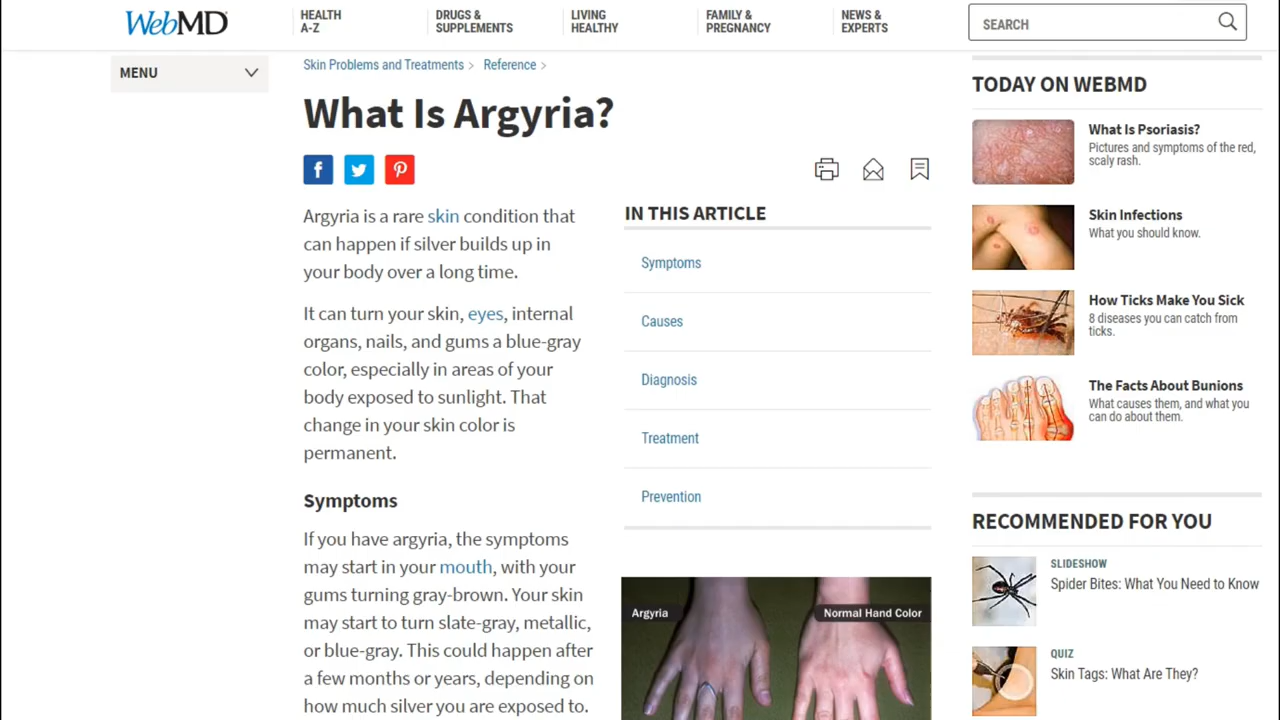 WebMD
HEALTH
A-Z
DRUGS &
SUPPLEMENTS
LIVING
HEALTHY
FAMILY &
PREGNANCY
NEWS &
EXPERTS
SEARCH
MENU
Skin Problems and Treatments > Reference >
What Is Argyria?
Argyria is a rare skin condition that
can happen if silver builds up in
your body over a long time.
It can turn your skin, eyes, internal
organs, nails, and gums a blue-gray
color, especially in areas of your
body exposed to sunlight. That
change in your skin color is
permanent.
Symptoms
If you have argyria, the symptoms
may start in your mouth, with your
gums turning gray-brown. Your skin
may start to turn slate-gray, metallic,
or blue-gray. This could happen after
a few months or years, depending on
how much silver you are exposed to.
IN THIS ARTICLE
Symptoms
Causes
Diagnosis
Treatment
Prevention
Argyria
Normal Hand Color
TODAY ON WEBMD
What Is Psoriasis?
Pictures and symptoms of the red,
scaly rash.
Skin Infections
What you should know.
How Ticks Make You Sick
8 diseases you can catch from
ticks.
The Facts About Bunions
What causes them, and what you
can do about them.
RECOMMENDED FOR YOU
SLIDESHOW
Spider Bites: What You Need to Know
QUIZ
Skin Tags: What Are They?